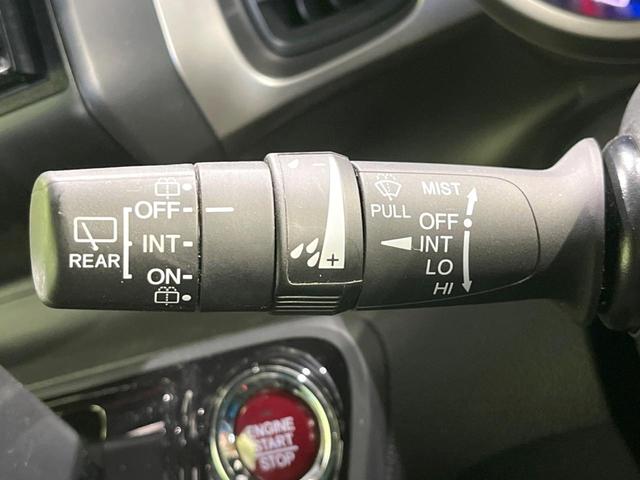 REAR
OFF
INT
ON
+
PULL
MIST
OFF
INT
LO
HI
ENGINE
START
STOP